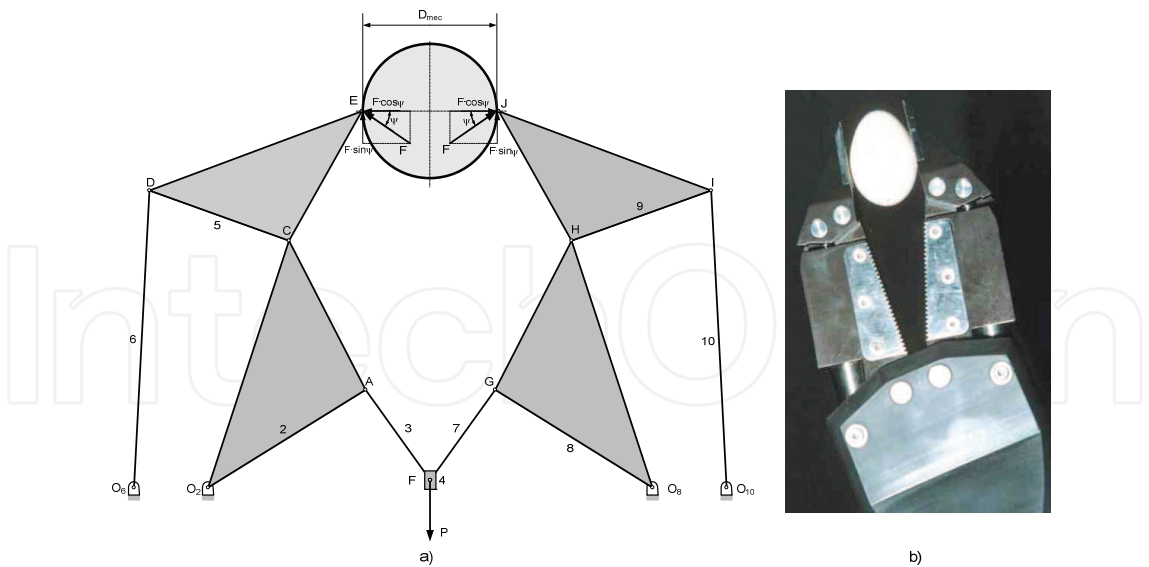 Dmec
E
F·cosψ
F·cosψ
J
ψ
ψ
F·sinψ
F
F
F·sinψ
D
I
5
9
C
H
IntechOpen
6
10
A
G
2
3
7
8
O6
O2
F
4
O8
O10
P
a)
b)